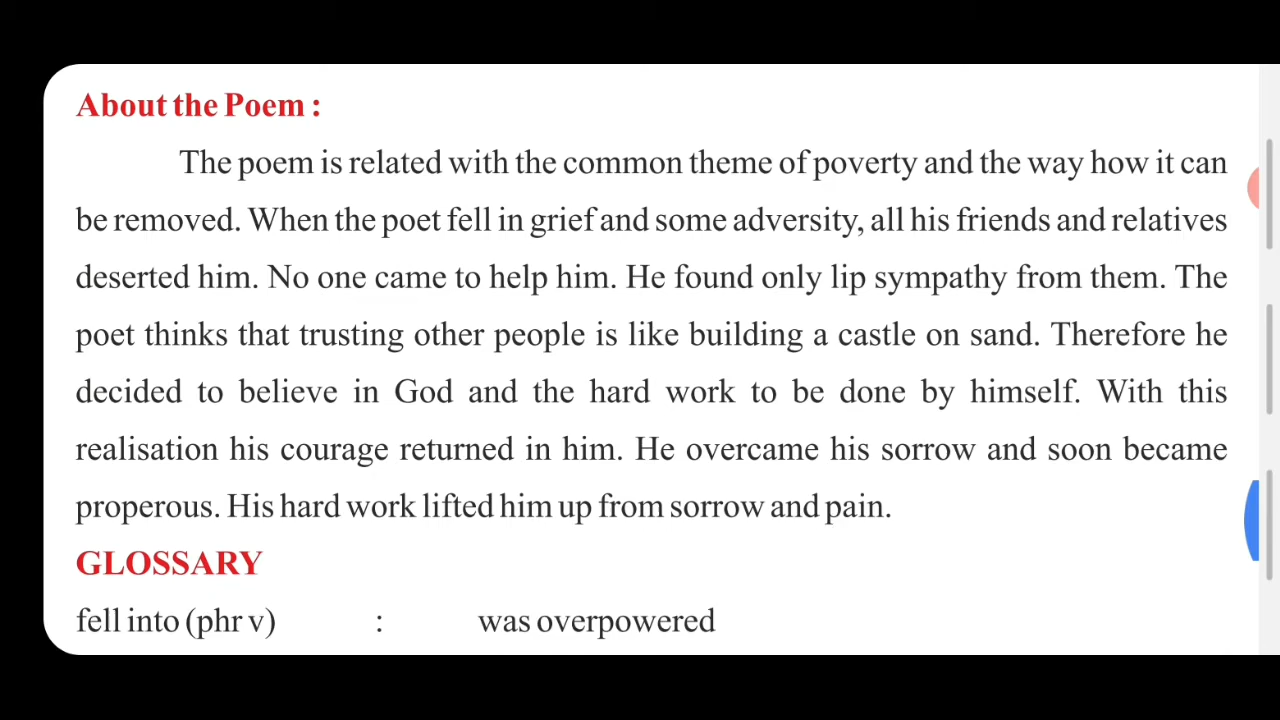 About the Poem :
The poem is related with the common theme of poverty and the way how it can
be removed. When the poet fell in grief and some adversity, all his friends and relatives
deserted him. No one came to help him. He found only lip sympathy from them. The
poet thinks that trusting other people is like building a castle on sand. Therefore he
decided to believe in God and the hard work to be done by himself. With this
realisation his courage returned in him. He overcame his sorrow and soon became
properous. His hard work lifted him up from sorrow and pain.
GLOSSARY
fell into (phr v) : was overpowered